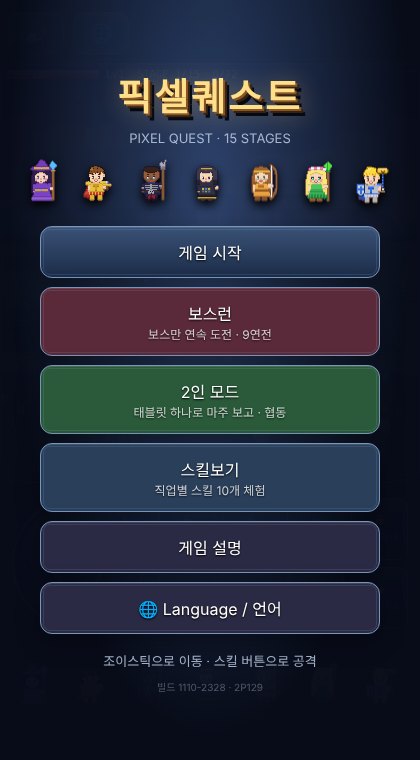 픽셀퀘스트
PIXEL QUEST · 15 STAGES
게임 시작
보스런
보스만 연속 도전 · 9연전
2인 모드
태블릿 하나로 마주 보고 · 협동
스킬보기
직업별 스킬 10개 체험
게임 설명
🌐 Language / 언어
조이스틱으로 이동 · 스킬 버튼으로 공격
빌드 1110-2328 · 2P129